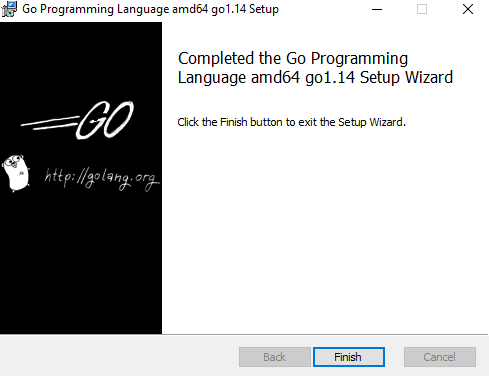 Go Programming Language amd64 go1.14 Setup
Completed the Go Programming
Language amd64 go1.14 Setup Wizard
Click the Finish button to exit the Setup Wizard.
GO
http://golang.org
Back
Finish
Cancel